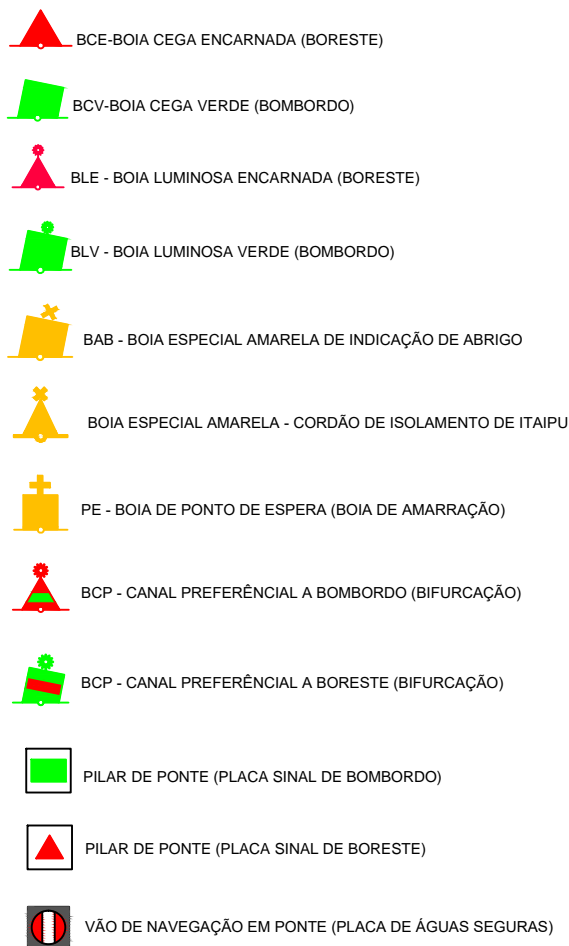 BCE-BOIA CEGA ENCARNADA (BORESTE)
BCV-BOIA CEGA VERDE (BOMBORDO)
BLE - BOIA LUMINOSA ENCARNADA (BORESTE)
BLV - BOIA LUMINOSA VERDE (BOMBORDO)
BAB - BOIA ESPECIAL AMARELA DE INDICAÇÃO DE ABRIGO
BOIA ESPECIAL AMARELA - CORDÃO DE ISOLAMENTO DE ITAIPU
PE - BOIA DE PONTO DE ESPERA (BOIA DE AMARRAÇÃO)
BCP - CANAL PREFERÊNCIAL A BOMBORDO (BIFURCAÇÃO)
BCP - CANAL PREFERÊNCIAL A BORESTE (BIFURCAÇÃO)
PILAR DE PONTE (PLACA SINAL DE BOMBORDO)
PILAR DE PONTE (PLACA SINAL DE BORESTE)
VÃO DE NAVEGAÇÃO EM PONTE (PLACA DE ÁGUAS SEGURAS)